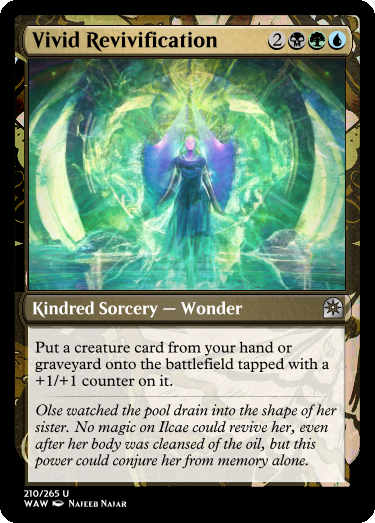 Vivid Revivification 2
Kindred Sorcery — Wonder
Put a creature card from your hand or
graveyard onto the battlefield tapped with a
+1/+1 counter on it.
Olse watched the pool drain into the shape of her
sister. No magic on Ilcae could revive her, even
after her body was cleansed of the oil, but this
power could conjure her from memory alone.
210/265 U
WAW Najeeb Najar